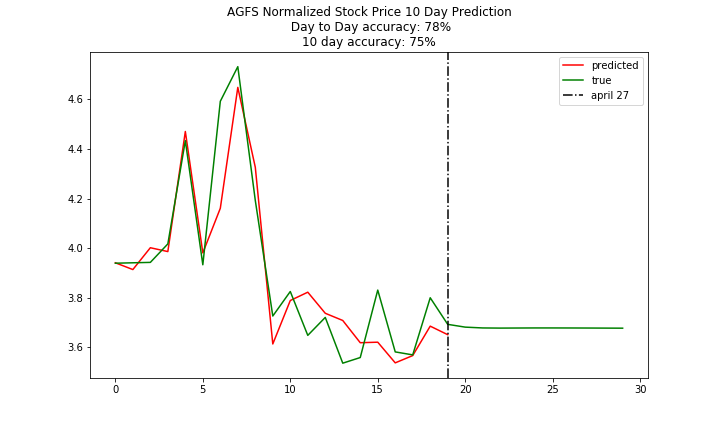 AGFS Normalized Stock Price 10 Day Prediction
Day to Day accuracy: 78%
10 day accuracy: 75%
predicted
true
april 27
4.6
4.4
4.2
4.0
3.8
3.6
0 5 10 15 20 25 30